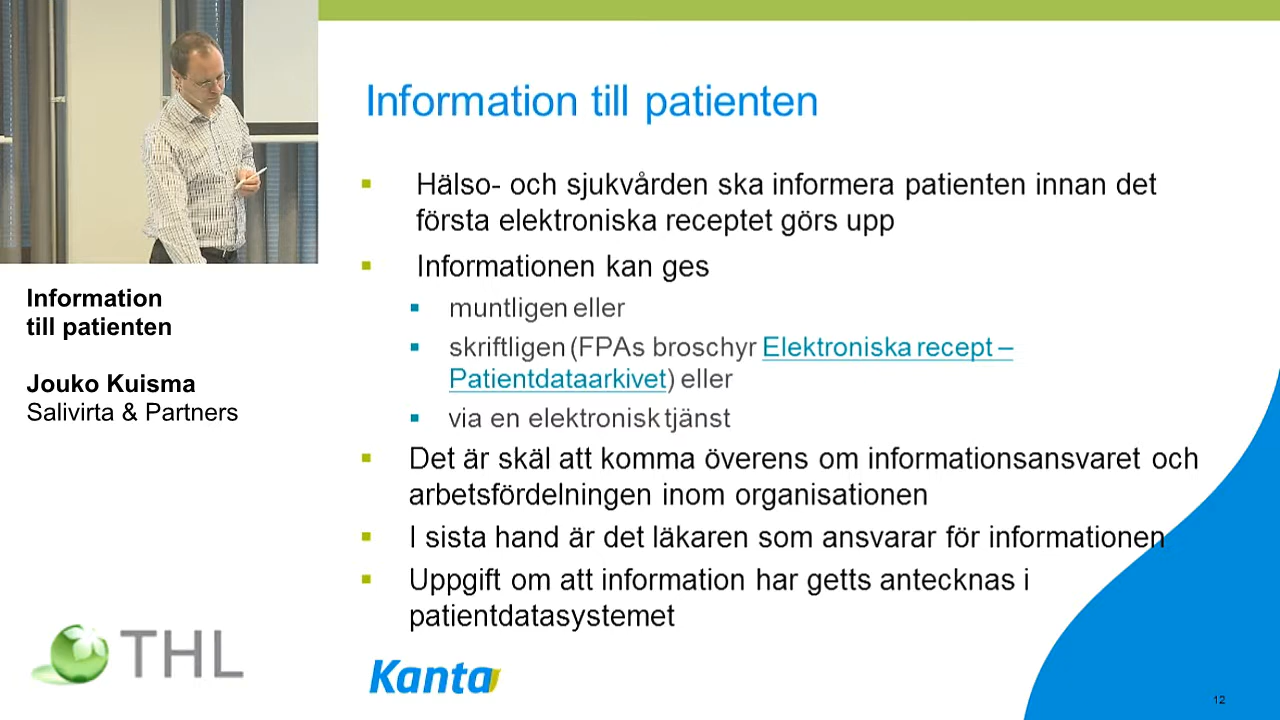 Information till patienten
Hälso- och sjukvården ska informera patienten innan det
första elektroniska receptet görs upp
Informationen kan ges
muntligen eller
skriftligen (FPAs broschyr Elektroniska recept –
Patientdataarkivet) eller
via en elektronisk tjänst
Det är skäl att komma överens om informationsansvaret och
arbetsfördelningen inom organisationen
I sista hand är det läkaren som ansvarar för informationen
Uppgift om att information har getts antecknas i
patientdatasystemet
Information
till patienten
Jouko Kuisma
Salivirta & Partners
THL
Kanta
12